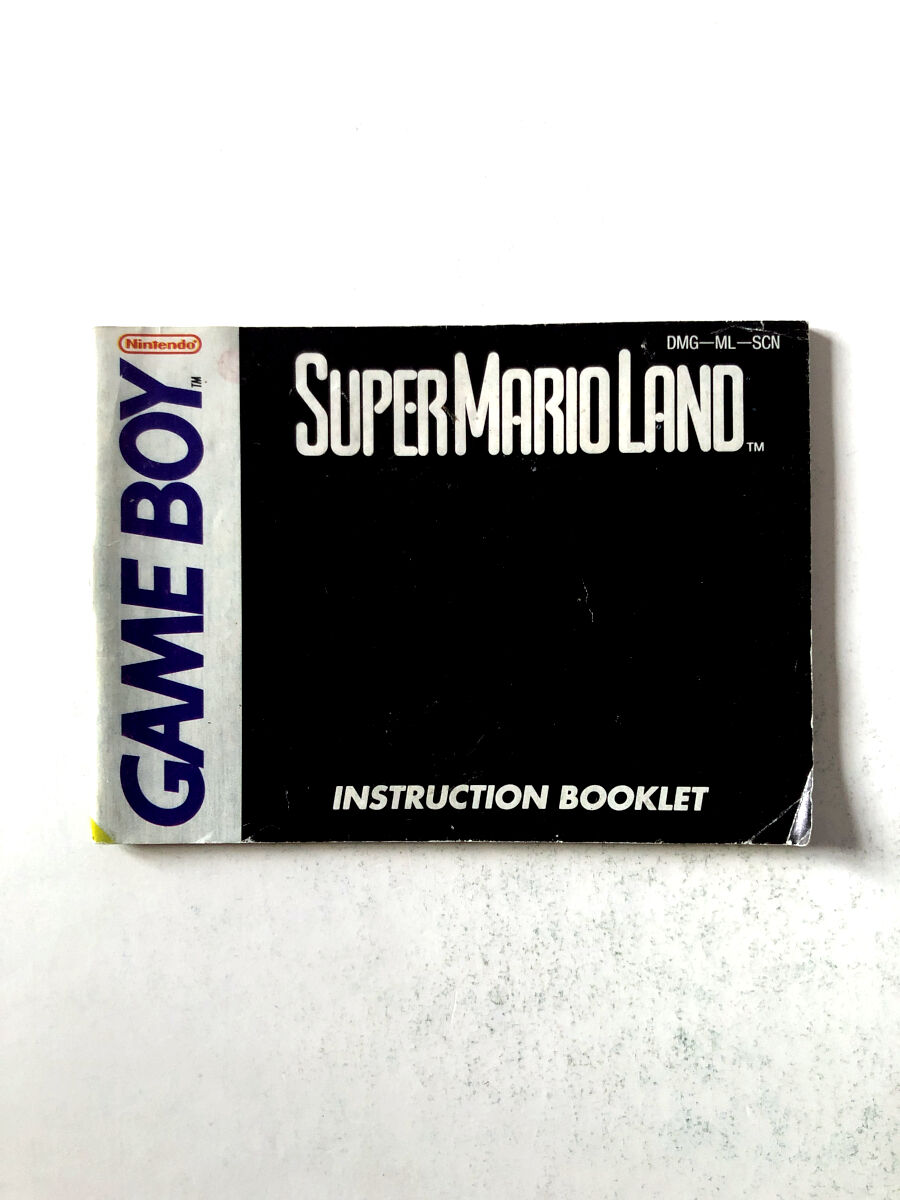 Nintendo
GAME BOY™
DMG—ML—SCN
SUPER MARIO LAND™
INSTRUCTION BOOKLET